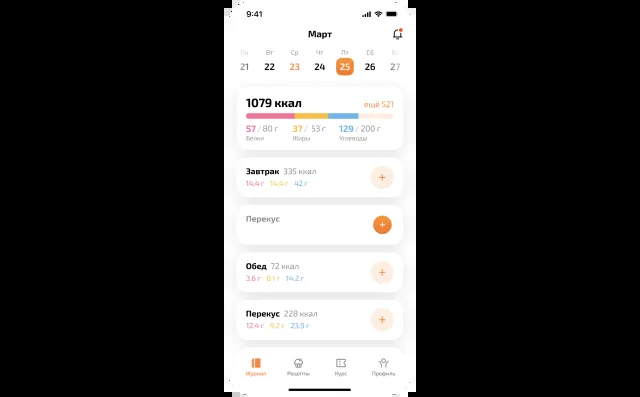 9:41
Март
Пн Вт Ср Чт Пт Сб Вс
21 22 23 24 25 26 27
1079 ккал ещё 521
57 / 80 г 37 / 53 г 129 / 200 г
Белки Жиры Углеводы
Завтрак 335 ккал
14,4 г 14,4 г 42 г
Перекус
Обед 72 ккал
3.6 г 0.1 г 14.2 г
Перекус 228 ккал
12.4 г 9.2 г 23.9 г
Журнал Рецепты Курс Профиль